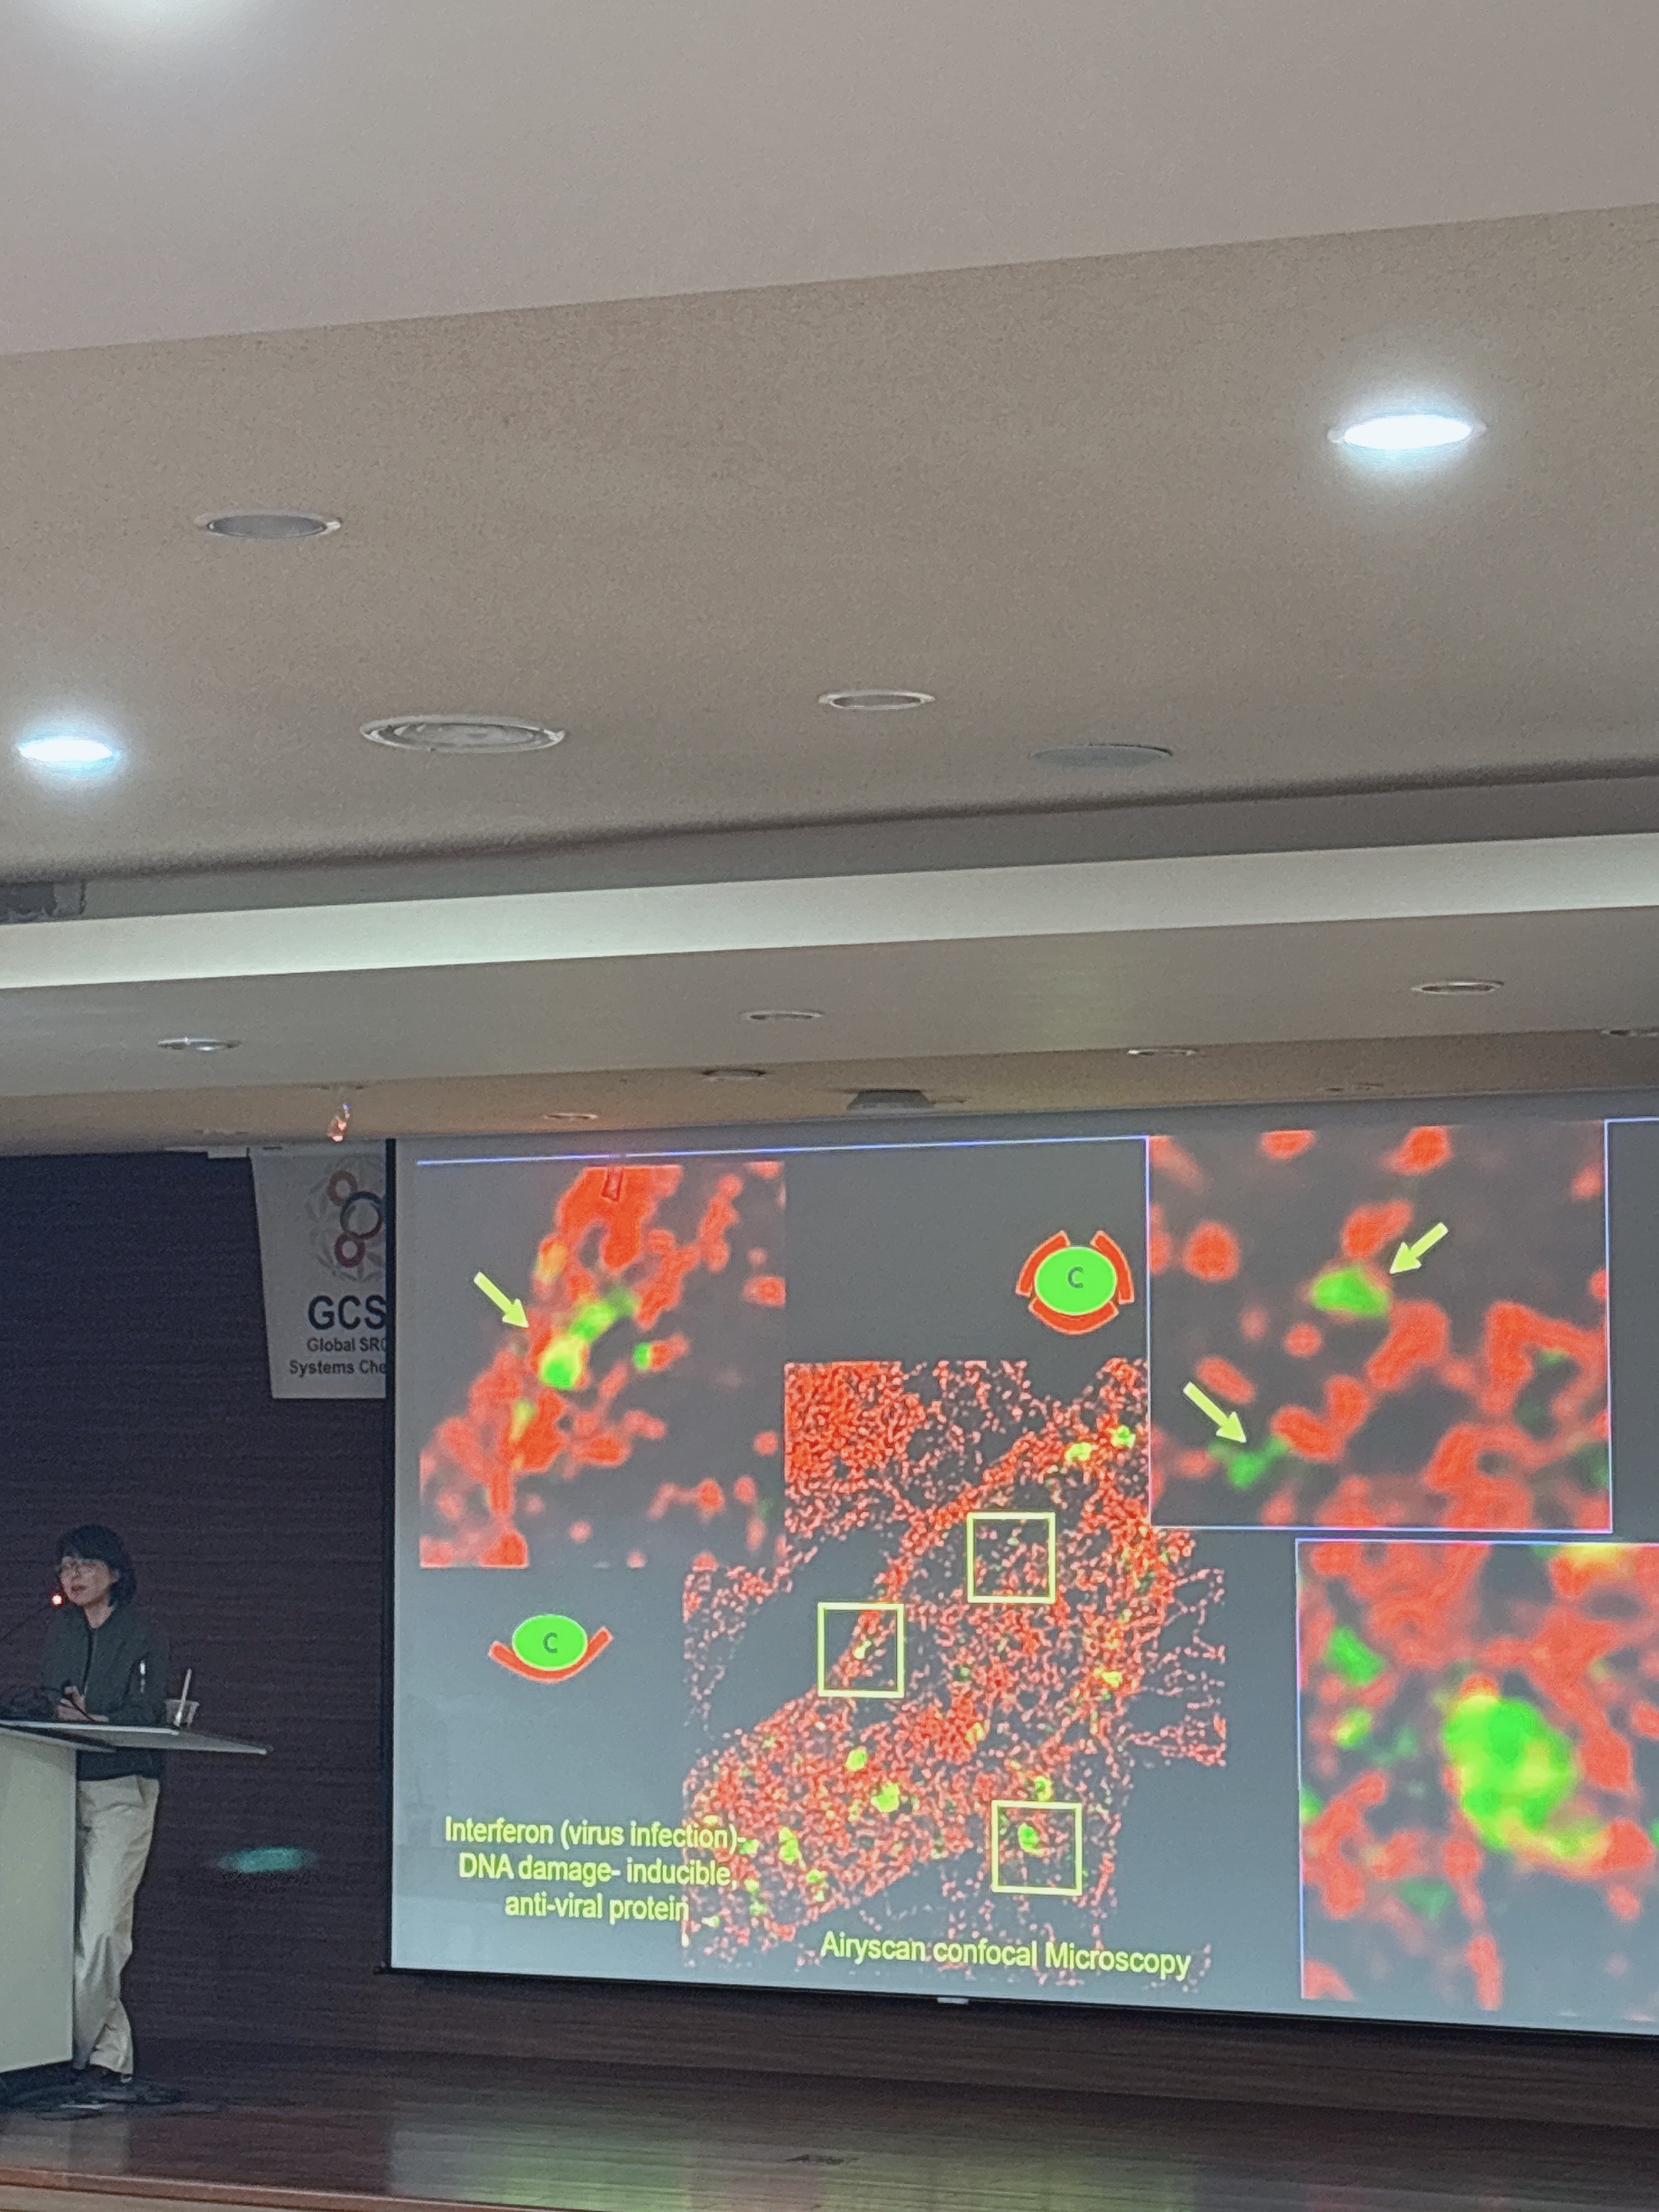 GCS
Global SRC
Systems Che
C
C
Interferon (virus infection)-
DNA damage- inducible,
anti-viral protein
Airyscan confocal Microscopy